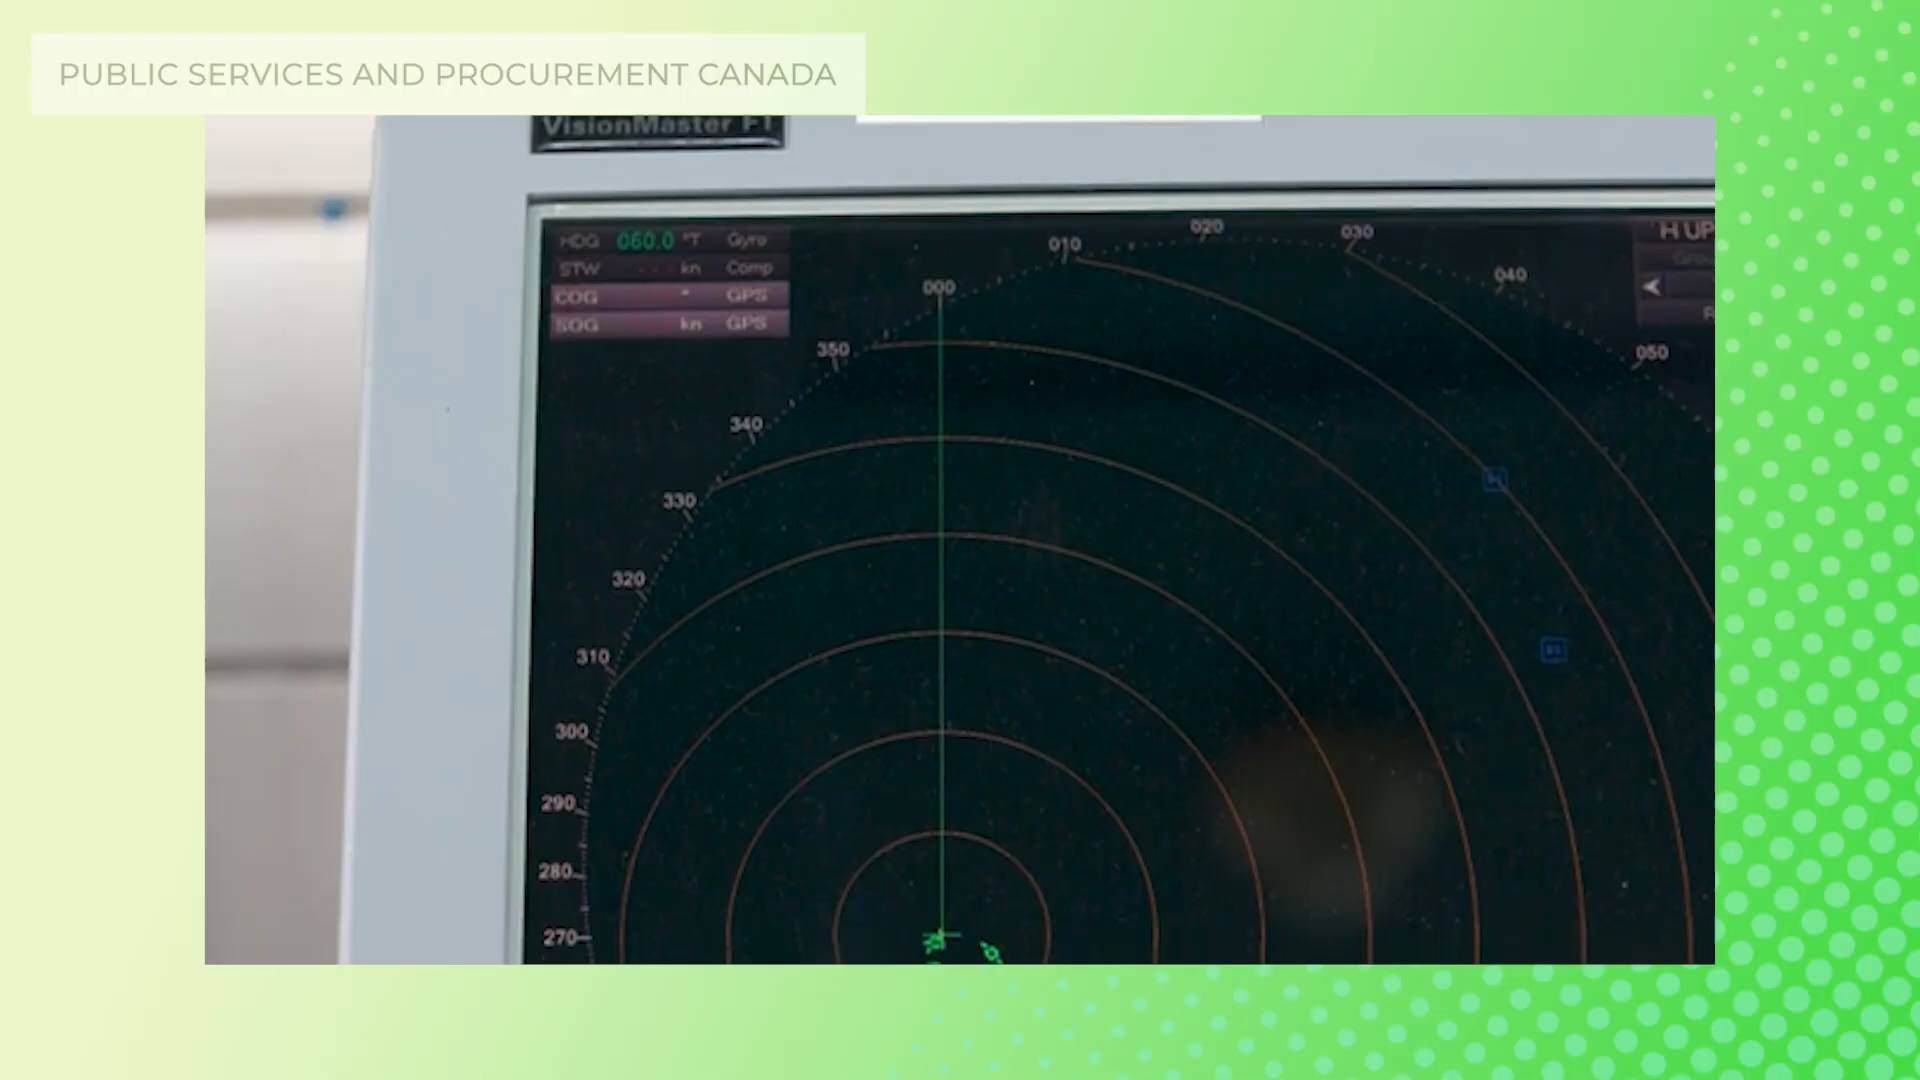 PUBLIC SERVICES AND PROCUREMENT CANADA
VisionMaster FT
HDG 060.0 °T Gyro
STW - - - kn Comp
COG ° GPS
SOG kn GPS
H UP
000
010
020
030
040
050
350
340
330
320
310
300
290
280
270